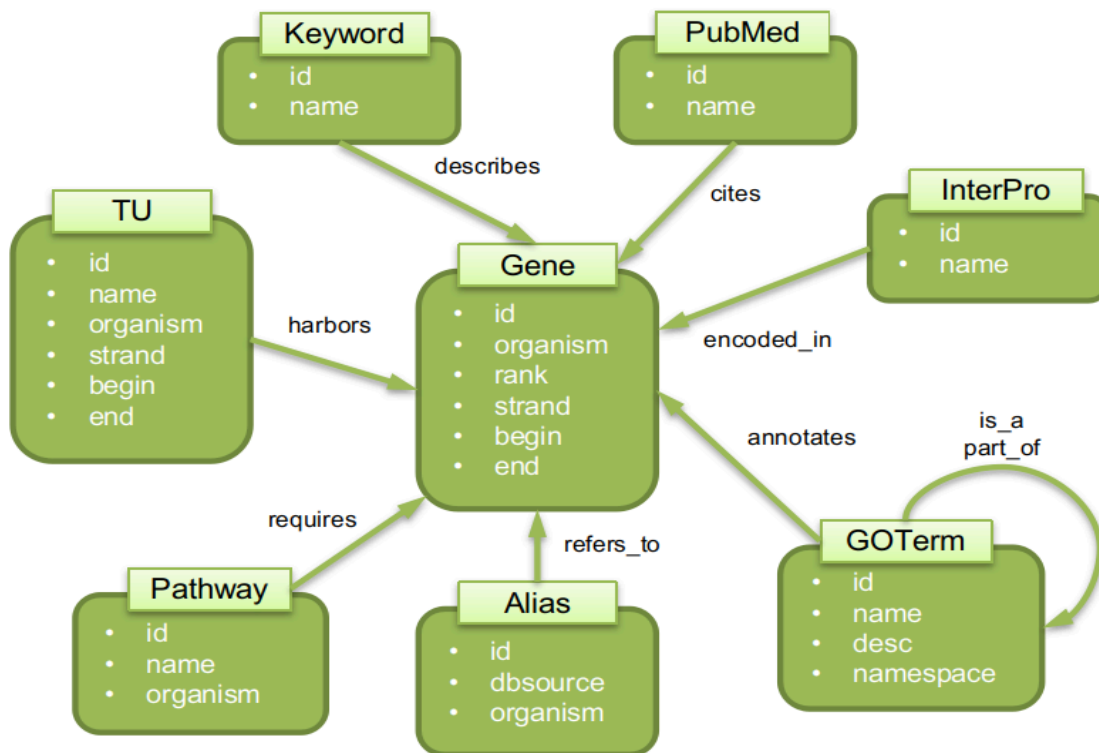 Keyword
• id
• name
PubMed
• id
• name
describes
cites
InterPro
• id
• name
encoded_in
TU
• id
• name
• organism
• strand
• begin
• end
harbors
Gene
• id
• organism
• rank
• strand
• begin
• end
annotates
is_a
part_of
GOTerm
• id
• name
• desc
• namespace
requires
Pathway
• id
• name
• organism
refers_to
Alias
• id
• dbsource
• organism